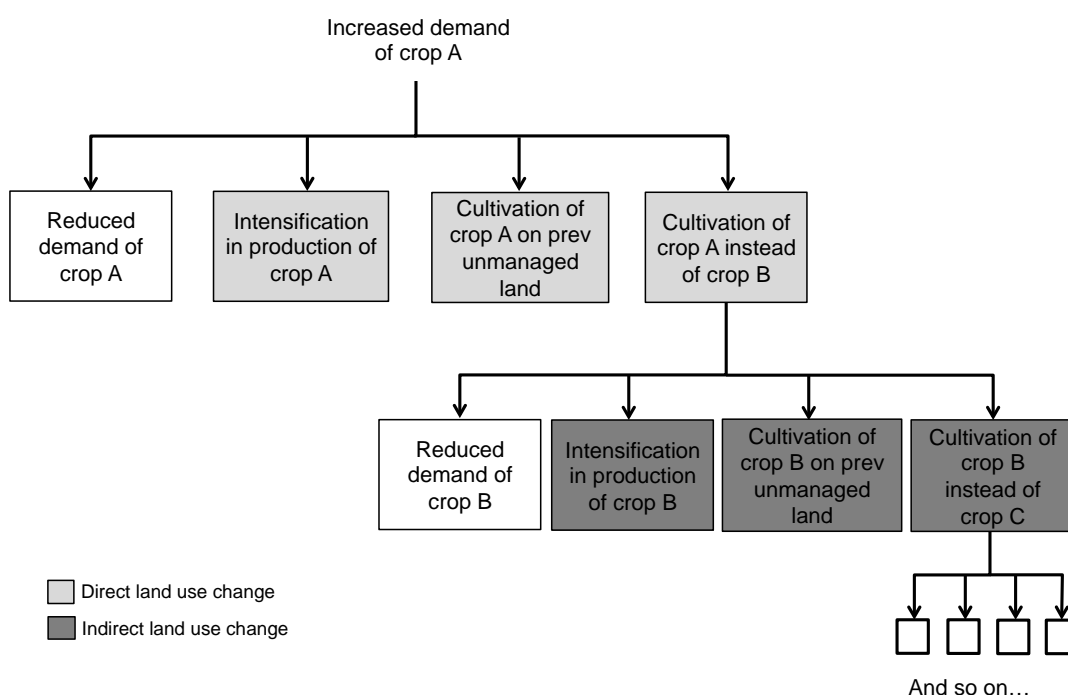 Increased demand
of crop A
Reduced
demand of
crop A
Intensification
in production of
crop A
Cultivation of
crop A on prev
unmanaged
land
Cultivation of
crop A instead
of crop B
Reduced
demand of
crop B
Intensification
in production
of crop B
Cultivation of
crop B on prev
unmanaged
land
Cultivation of
crop B
instead of
crop C
Direct land use change
Indirect land use change
And so on…